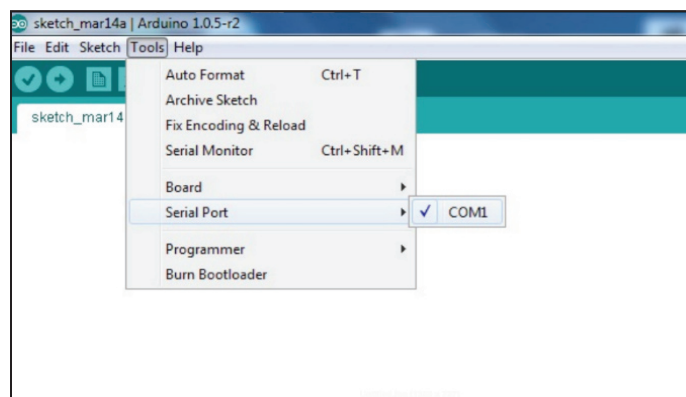 sketch_mar14a | Arduino 1.0.5-r2
File Edit Sketch Tools Help
sketch_mar14
Auto Format Ctrl+T
Archive Sketch
Fix Encoding & Reload
Serial Monitor Ctrl+Shift+M
Board
Serial Port
COM1
Programmer
Burn Bootloader